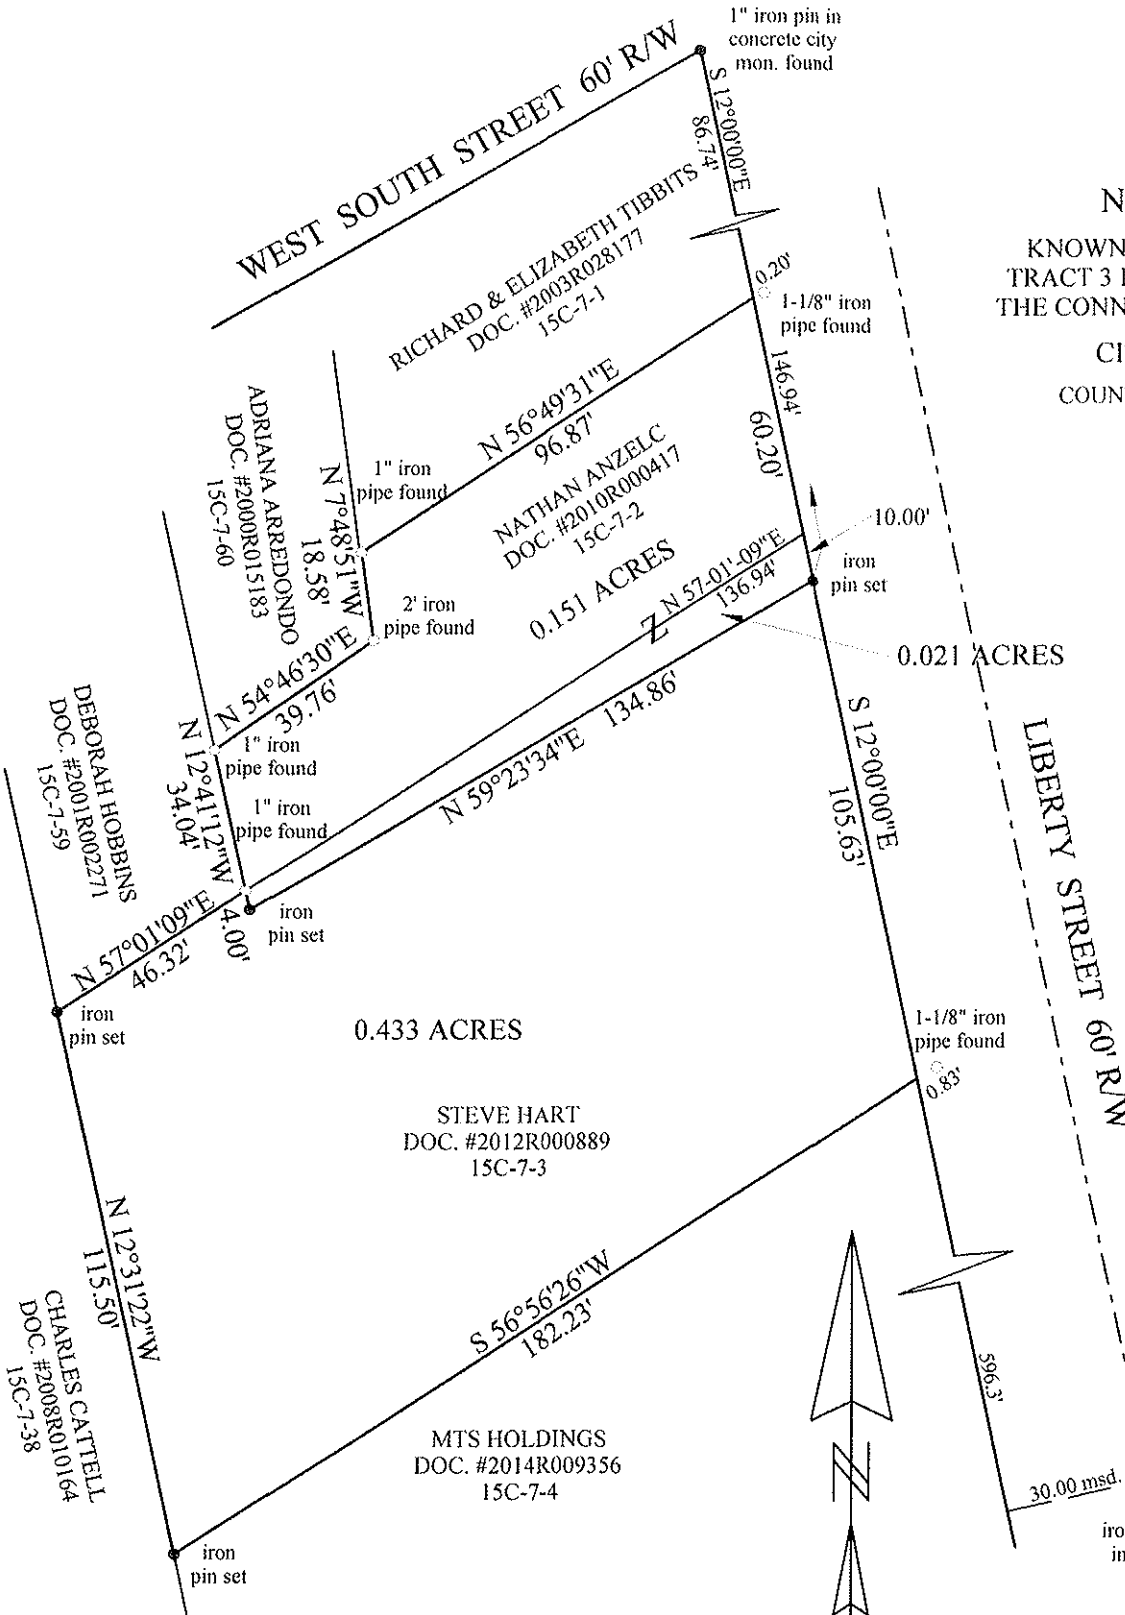 1" iron pin in
concrete city
mon. found
WEST SOUTH STREET 60' R/W
S 12°00'00"E
86.74'
RICHARD & ELIZABETH TIBBITS
DOC. #2003R028177
15C-7-1
0.20'
1-1/8" iron
pipe found
N
KNOWN
TRACT 3
THE CONN
CI
COUN
ADRIANA ARREDONDO
DOC. #2000R015183
15C-7-60
N 7°48'51"W
18.58'
1" iron
pipe found
N 56°49'31"E
96.87'
146.94'
60.20'
NATHAN ANZELC
DOC. #2010R000417
15C-7-2
0.151 ACRES
10.00'
iron
pin set
2' iron
pipe found
N 57-01'-09"E
136.94'
Z
0.021 ACRES
N 54°46'30"E
39.76'
DEBORAH HOBBINS
DOC. #2001R002271
15C-7-59
N 12°41'12"W
34.04'
1" iron
pipe found
1" iron
pipe found
N 59°23'34"E 134.86'
S 12°00'00"E
105.63'
LIBERTY STREET 60' R/W
N 57°01'09"E
46.32'
4.00'
iron
pin set
iron
pin set
0.433 ACRES
1-1/8" iron
pipe found
0.83'
STEVE HART
DOC. #2012R000889
15C-7-3
N 12°31'22"W
115.50'
CHARLES CATTELL
DOC. #2008R010164
15C-7-38
S 56°56'26"W
182.23'
MTS HOLDINGS
DOC. #2014R009356
15C-7-4
N
596.3'
30.00 msd.
iro
in
iron
pin set